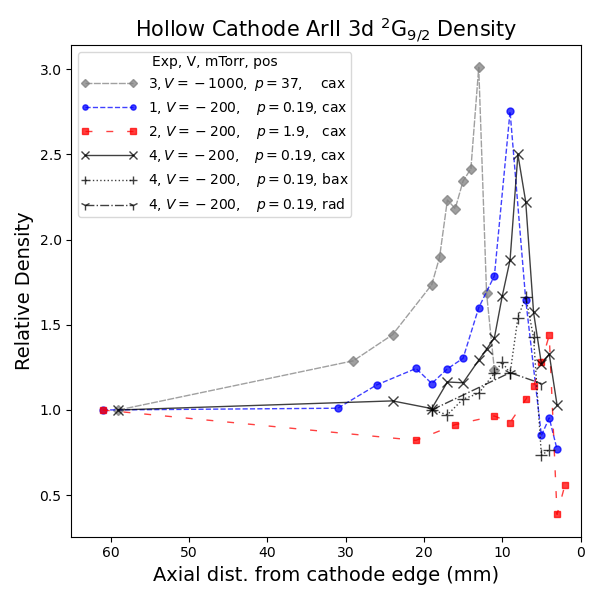 Hollow Cathode ArII 3d ²G₉/₂ Density
Exp, V, mTorr, pos
3, V = −1000, p = 37, cax
1, V = −200, p = 0.19, cax
2, V = −200, p = 1.9, cax
4, V = −200, p = 0.19, cax
4, V = −200, p = 0.19, bax
4, V = −200, p = 0.19, rad
Relative Density
3.0
2.5
2.0
1.5
1.0
0.5
60 50 40 30 20 10 0
Axial dist. from cathode edge (mm)